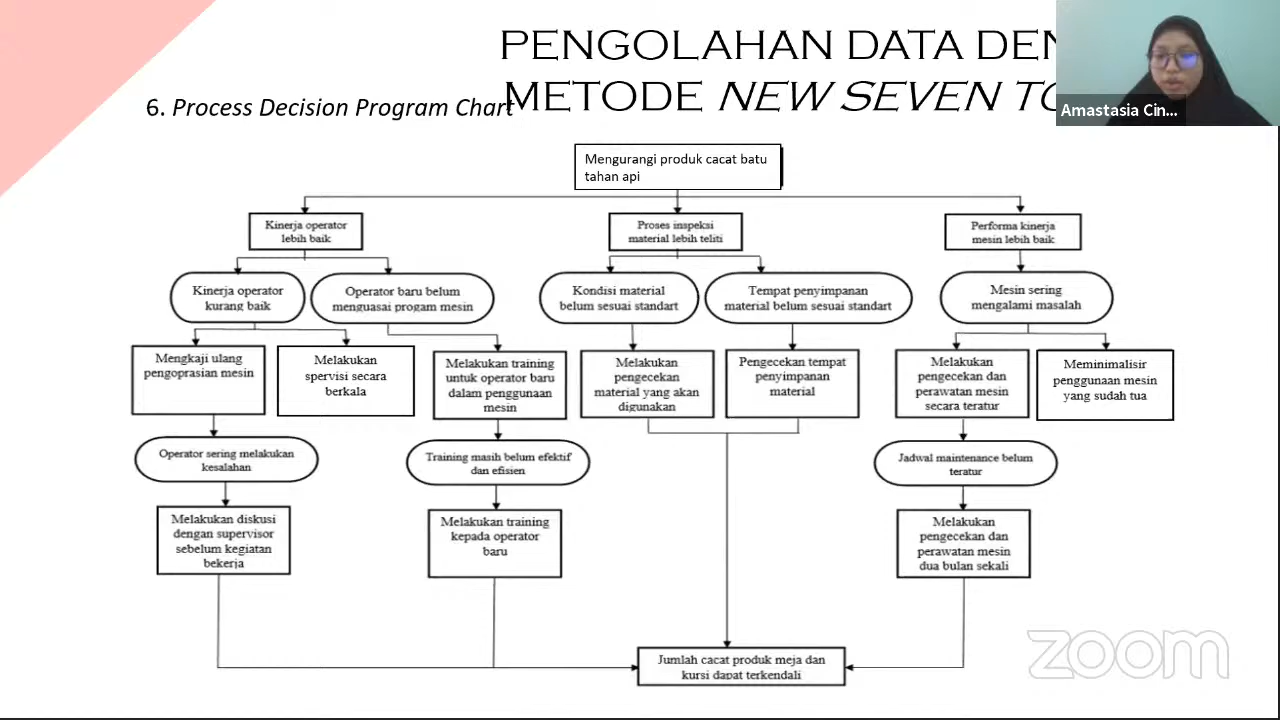 PENGOLAHAN DATA DEN
METODE NEW SEVEN TO
6. Process Decision Program Chart
Amastasia Cin...
Mengurangi produk cacat batu
tahan api
Kinerja operator
lebih baik
Proses inspeksi
material lebih teliti
Performa kinerja
mesin lebih baik
Kinerja operator
kurang baik
Operator baru belum
menguasai progam mesin
Kondisi material
belum sesuai standart
Tempat penyimpanan
material belum sesuai standart
Mesin sering
mengalami masalah
Mengkaji ulang
pengoprasian mesin
Melakukan
spervisi secara
berkala
Melakukan training
untuk operator baru
dalam penggunaan
mesin
Melakukan
pengecekan
material yang akan
digunakan
Pengecekan tempat
penyimpanan
material
Melakukan
pengecekan dan
perawatan mesin
secara teratur
Meminimalisir
penggunaan mesin
yang sudah tua
Operator sering melakukan
kesalahan
Training masih belum efektif
dan efisien
Jadwal maintenance belum
teratur
Melakukan diskusi
dengan supervisor
sebelum kegiatan
bekerja
Melakukan training
kepada operator
baru
Melakukan
pengecekan dan
perawatan mesin
dua bulan sekali
Jumlah cacat produk meja dan
kursi dapat terkendali
zoom